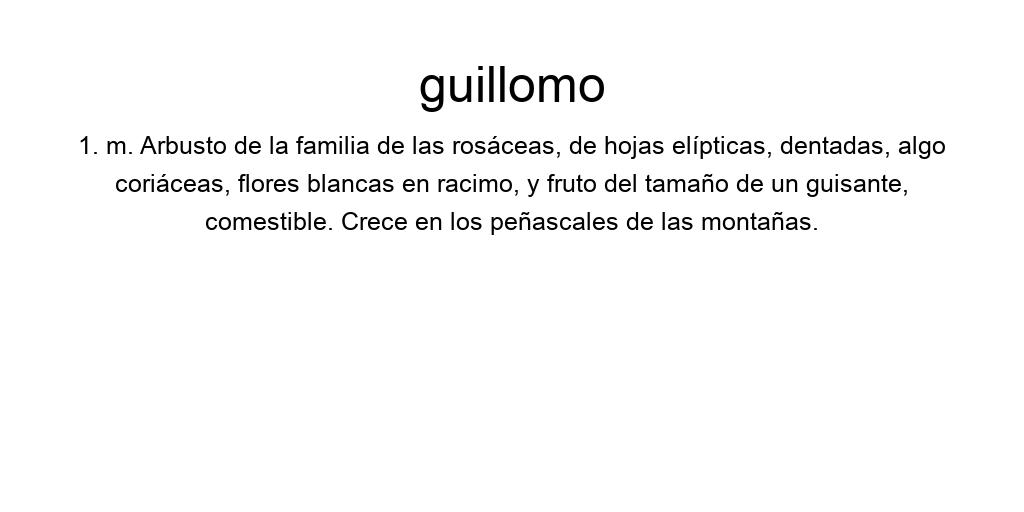 guillomo
1. m. Arbusto de la familia de las rosáceas, de hojas elípticas, dentadas, algo
coriáceas, flores blancas en racimo, y fruto del tamaño de un guisante,
comestible. Crece en los peñascales de las montañas.